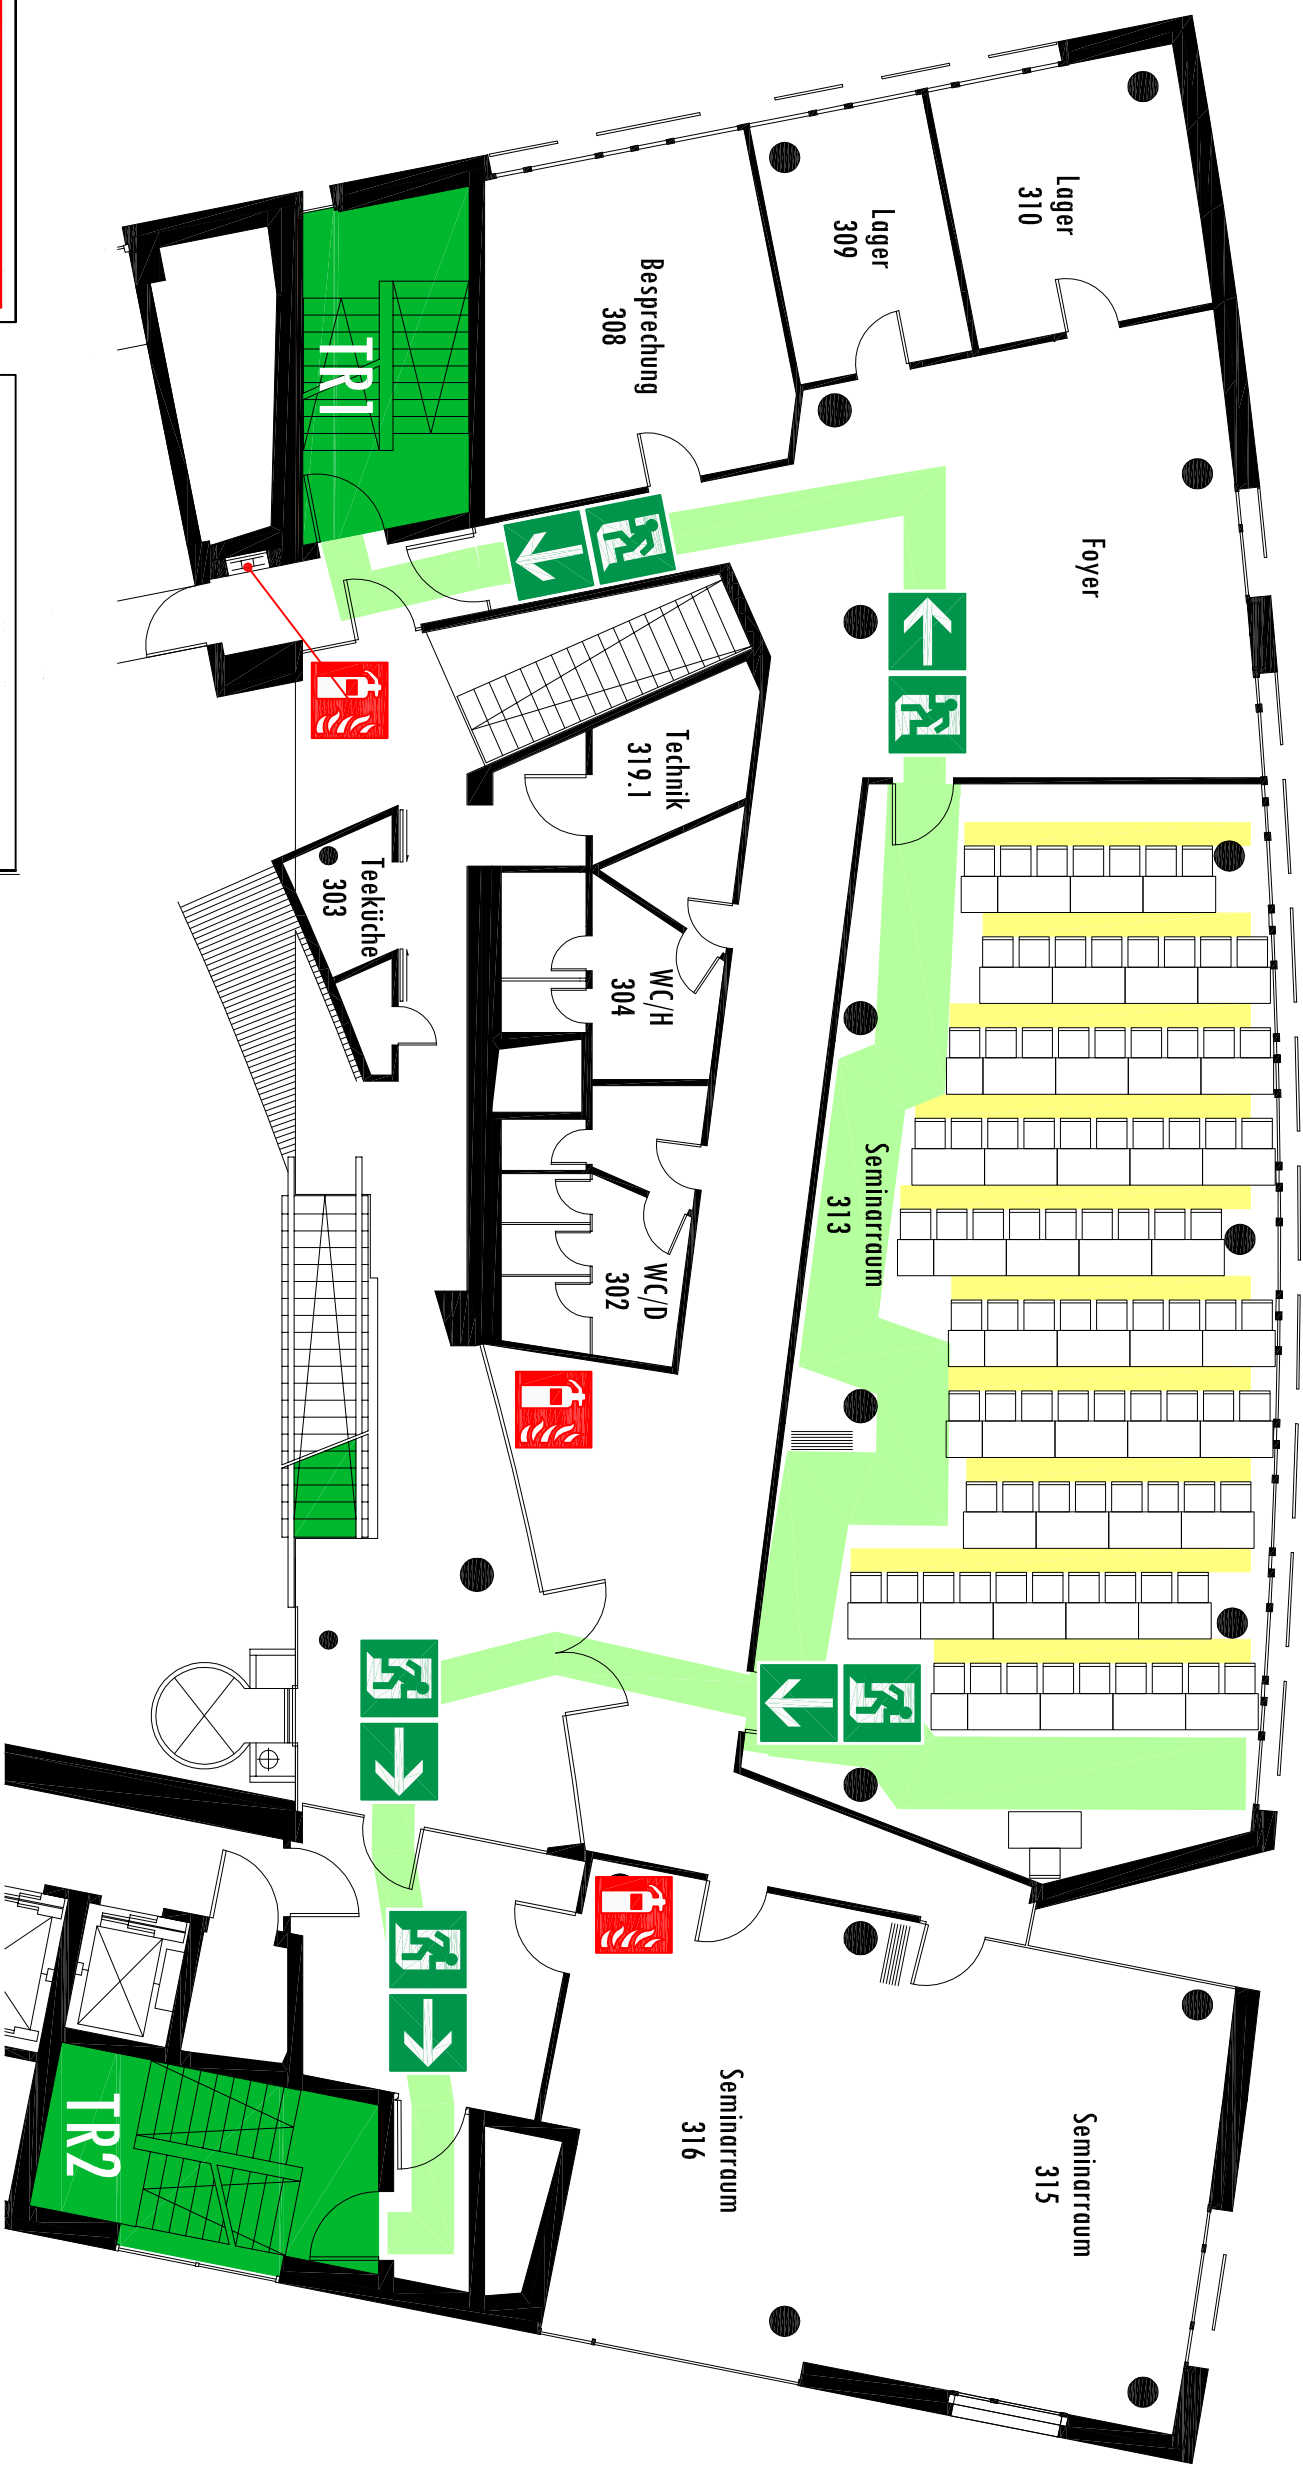 Lager
310
Lager
309
Besprechung
308
TR1
Foyer
Technik
319.1
Teeküche
303
WC/H
304
Seminarraum
313
WC/D
302
Seminarraum
316
Seminarraum
315
TR2